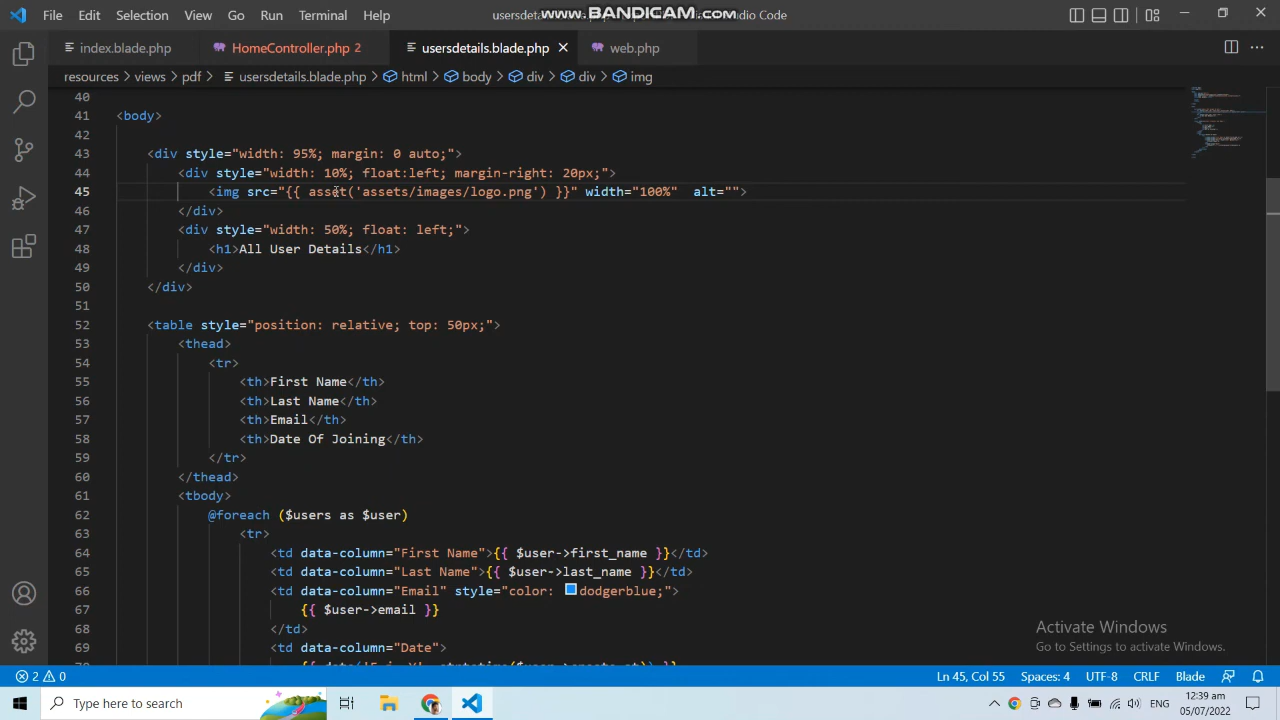 File Edit Selection View Go Run Terminal Help
www.BANDICAM.com
usersdetails.b
dio Code
index.blade.php HomeController.php 2 usersdetails.blade.php web.php
resources > views > pdf > usersdetails.blade.php > html > body > div > div > img
40
41 <body>
42
43 <div style="width: 95%; margin: 0 auto;">
44 <div style="width: 10%; float:left; margin-right: 20px;">
45 <img src="{{ asset('assets/images/logo.png') }}" width="100%" alt="">
46 </div>
47 <div style="width: 50%; float: left;">
48 <h1>All User Details</h1>
49 </div>
50 </div>
51
52 <table style="position: relative; top: 50px;">
53 <thead>
54 <tr>
55 <th>First Name</th>
56 <th>Last Name</th>
57 <th>Email</th>
58 <th>Date Of Joining</th>
59 </tr>
60 </thead>
61 <tbody>
62 @foreach ($users as $user)
63 <tr>
64 <td data-column="First Name">{{ $user->first_name }}</td>
65 <td data-column="Last Name">{{ $user->last_name }}</td>
66 <td data-column="Email" style="color: dodgerblue;">
67 {{ $user->email }}
68 </td>
69 <td data-column="Date">
Activate Windows
Go to Settings to activate Windows.
2 0 Ln 45, Col 55 Spaces: 4 UTF-8 CRLF Blade
Type here to search
ENG
12:39 am
05/07/2022